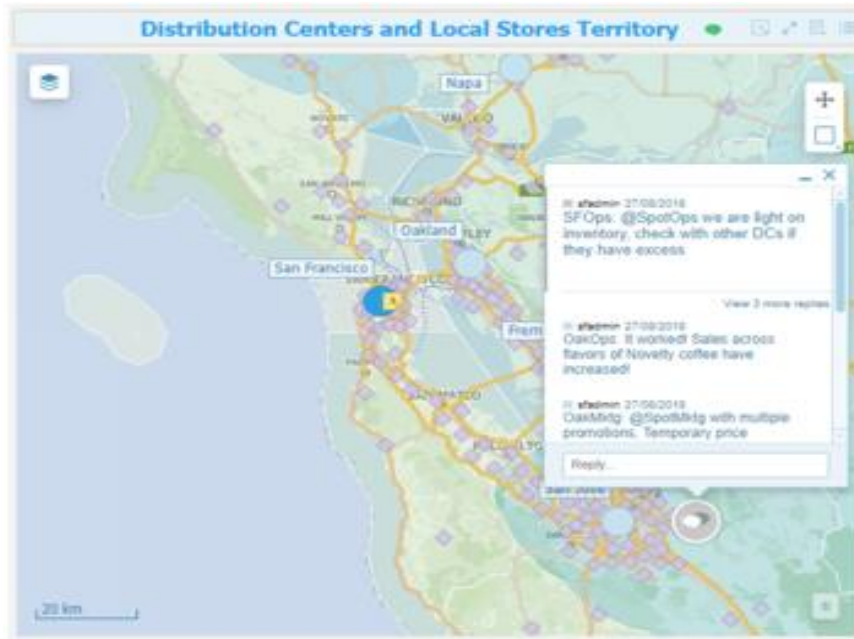 Distribution Centers and Local Stores Territory
Napa
RICHMOND
Oakland
San Francisco
sfadmin 27/08/2018
SFOps: @SpotOps we are light on
inventory, check with other DCs if
they have excess
View 3 more replies
sfadmin 27/08/2018
OakOps: It worked! Sales across
flavors of Novelty coffee have
increased!
sfadmin 27/08/2018
OakMktg: @SpotMktg with multiple
promotions. Temporary price
Reply...
San Jose
20 km